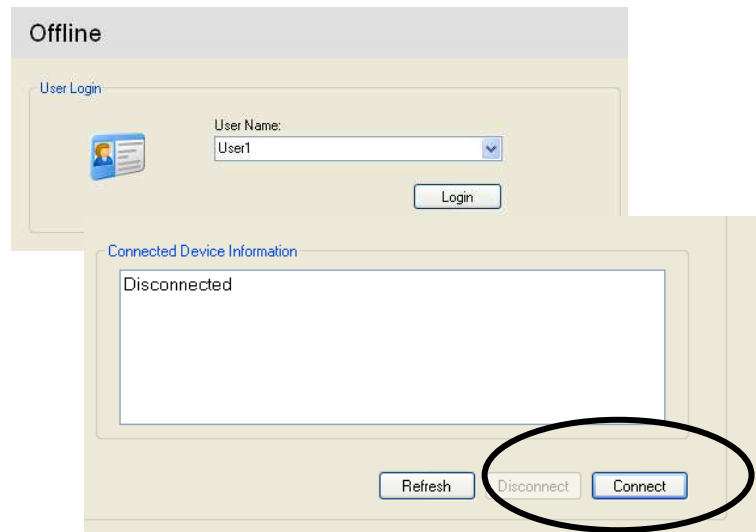 Offline
User Login
User Name:
User1
Login
Connected Device Information
Disconnected
Refresh Disconnect Connect